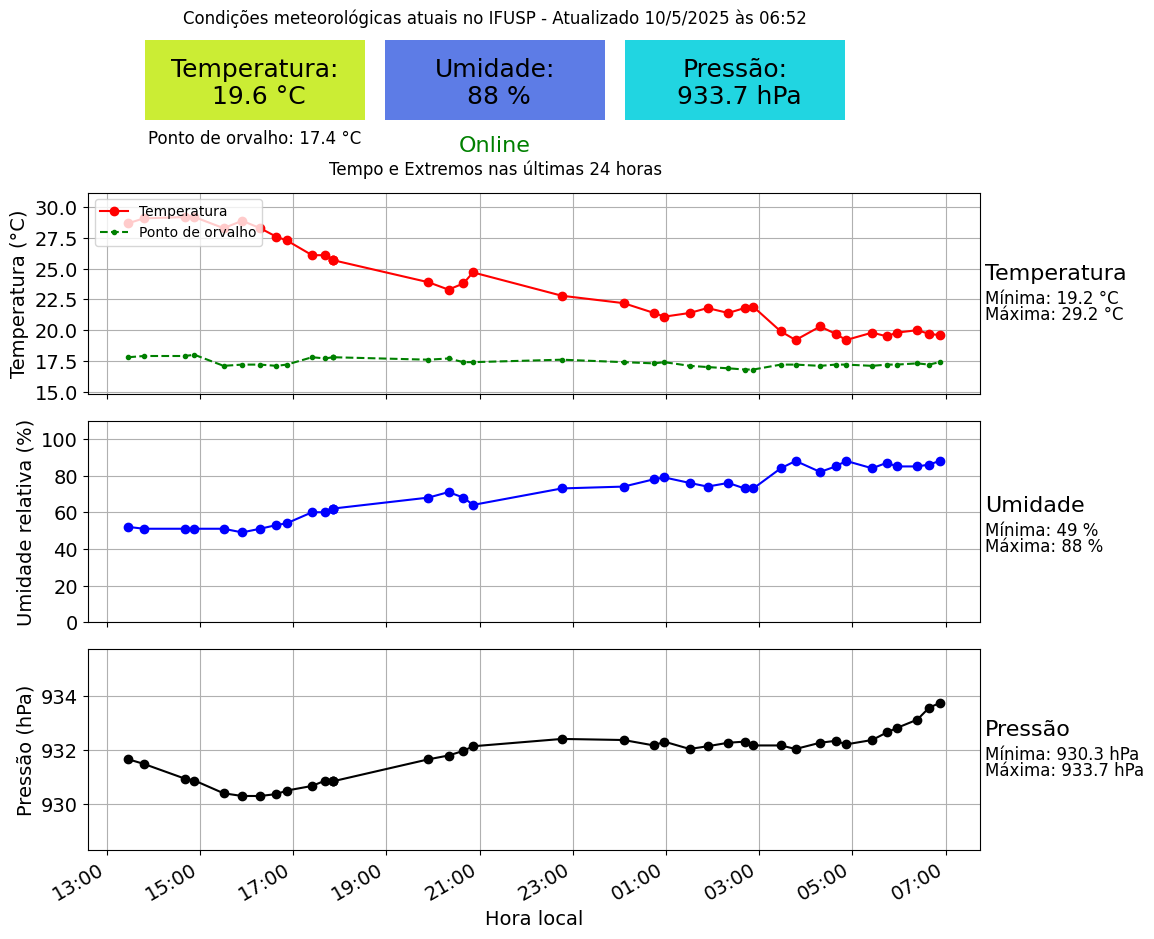 Condições meteorológicas atuais no IFUSP - Atualizado 10/5/2025 às 06:52
Temperatura:
19.6 °C
Umidade:
88 %
Pressão:
933.7 hPa
Ponto de orvalho: 17.4 °C
Online
Tempo e Extremos nas últimas 24 horas
Temperatura (°C)
30.0
27.5
25.0
22.5
20.0
17.5
15.0
Temperatura
Ponto de orvalho
Temperatura
Mínima: 19.2 °C
Máxima: 29.2 °C
Umidade relativa (%)
100
80
60
40
20
0
Umidade
Mínima: 49 %
Máxima: 88 %
Pressão (hPa)
934
932
930
Pressão
Mínima: 930.3 hPa
Máxima: 933.7 hPa
13:00 15:00 17:00 19:00 21:00 23:00 01:00 03:00 05:00 07:00
Hora local